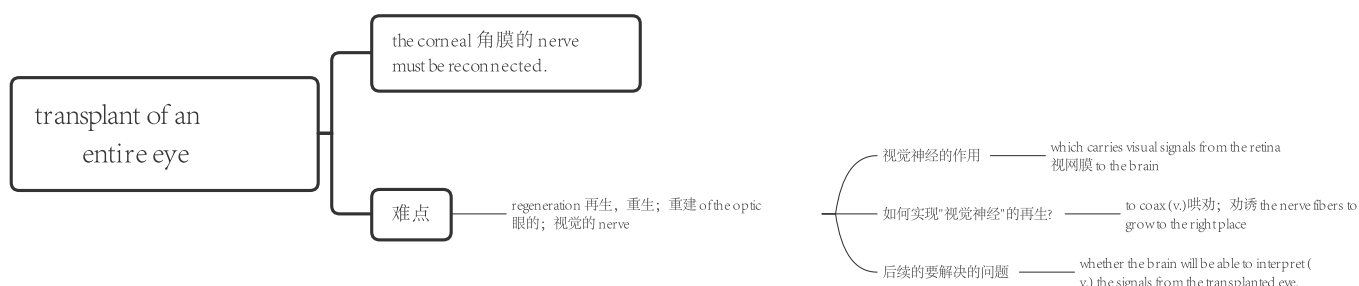 transplant of an
entire eye
the corneal 角膜的 nerve
must be reconnected.
难点
regeneration 再生，重生；重建 of the optic
眼的；视觉的 nerve
视觉神经的作用
which carries visual signals from the retina
视网膜 to the brain
如何实现"视觉神经"的再生?
to coax (v.)哄劝；劝诱 the nerve fibers to
grow to the right place
后续的要解决的问题
whether the brain will be able to interpret (
v.) the signals from the transplanted eye.